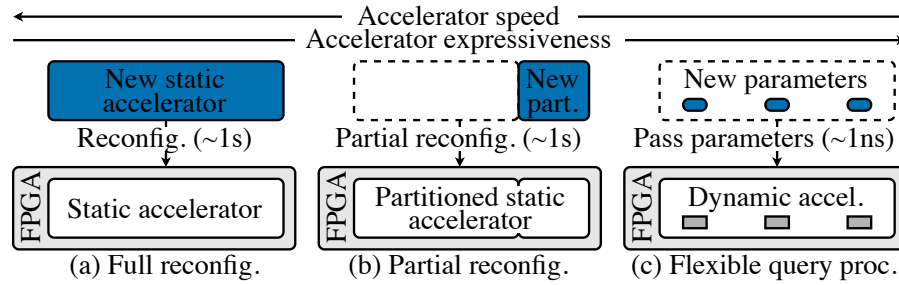 Accelerator speed
Accelerator expressiveness
New static
accelerator
Reconfig. (~1s)
FPGA
Static accelerator
(a) Full reconfig.
New
part.
Partial reconfig. (~1s)
FPGA
Partitioned static
accelerator
(b) Partial reconfig.
New parameters
Pass parameters (~1ns)
FPGA
Dynamic accel.
(c) Flexible query proc.